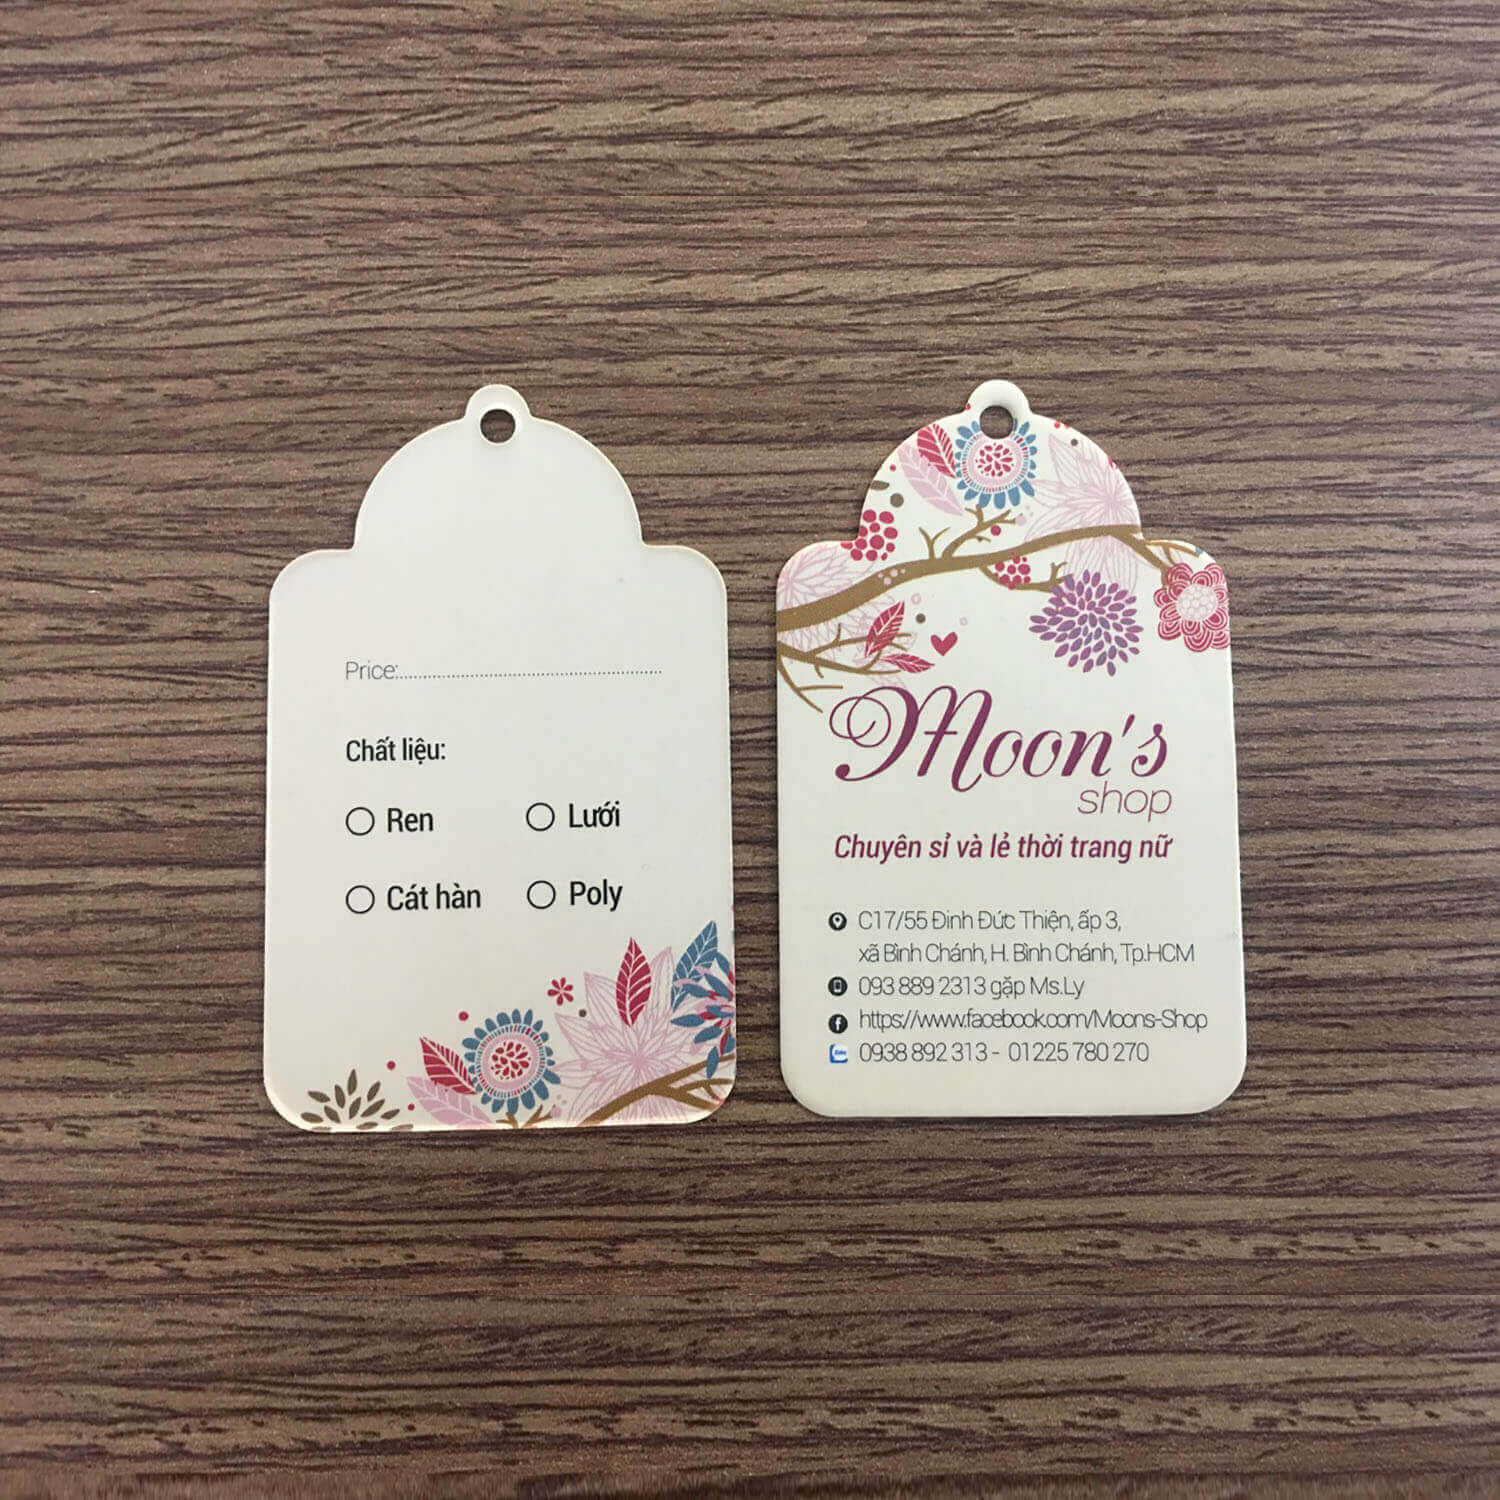 Price:............................................................
Chất liệu:
Ren
Lưới
Cát hàn
Poly
Moon's
shop
Chuyên sỉ và lẻ thời trang nữ
C17/55 Đinh Đức Thiện, ấp 3,
xã Bình Chánh, H. Bình Chánh, Tp.HCM
093 889 2313 gặp Ms.Ly
https://www.facebook.com/Moons-Shop
0938 892 313 - 01225 780 270